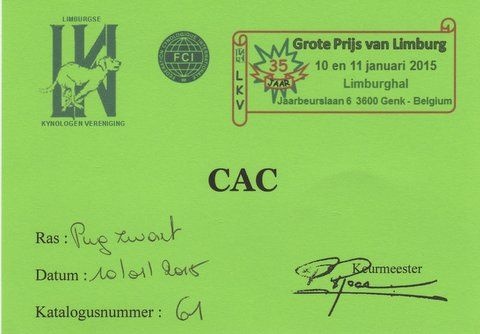 LIMBURGSE
KYNOLOGEN VERENIGING
FCI
LKV
35
JAAR
Grote Prijs van Limburg
10 en 11 januari 2015
Limburghal
Jaarbeurslaan 6 3600 Genk - Belgium
CAC
Ras : Pug zwart
Datum : 10/01/2015
Keurmeester
Katalogusnummer : 61